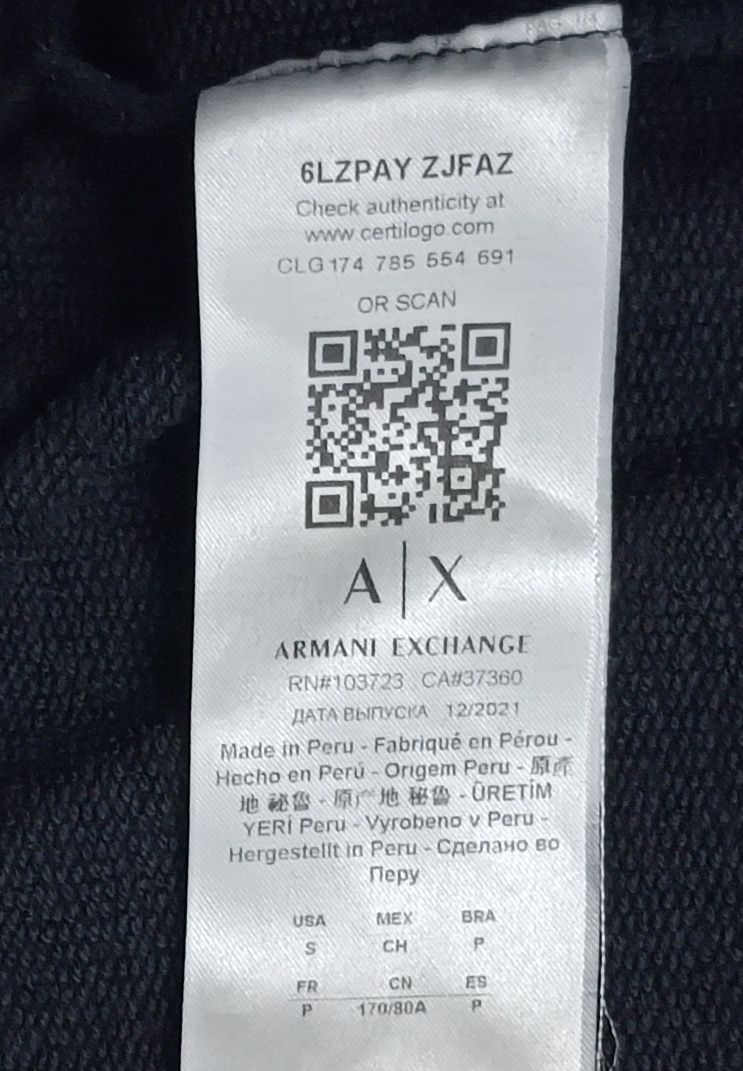 6LZPAY ZJFAZ
Check authenticity at
www.certilogo.com
CLG 174 785 554 691
OR SCAN
A|X
ARMANI EXCHANGE
RN#103723 CA#37360
ДАТА ВЫПУСКА 12/2021
Made in Peru - Fabriqué en Pérou -
Hecho en Perú - Origem Peru - 原產
地 祕魯 - 原产地 秘鲁 - ÜRETİM
YERİ Peru - Vyrobeno v Peru -
Hergestellt in Peru - Сделано во
Перу
USA MEX BRA
S CH P
FR CN ES
P 170/80A P